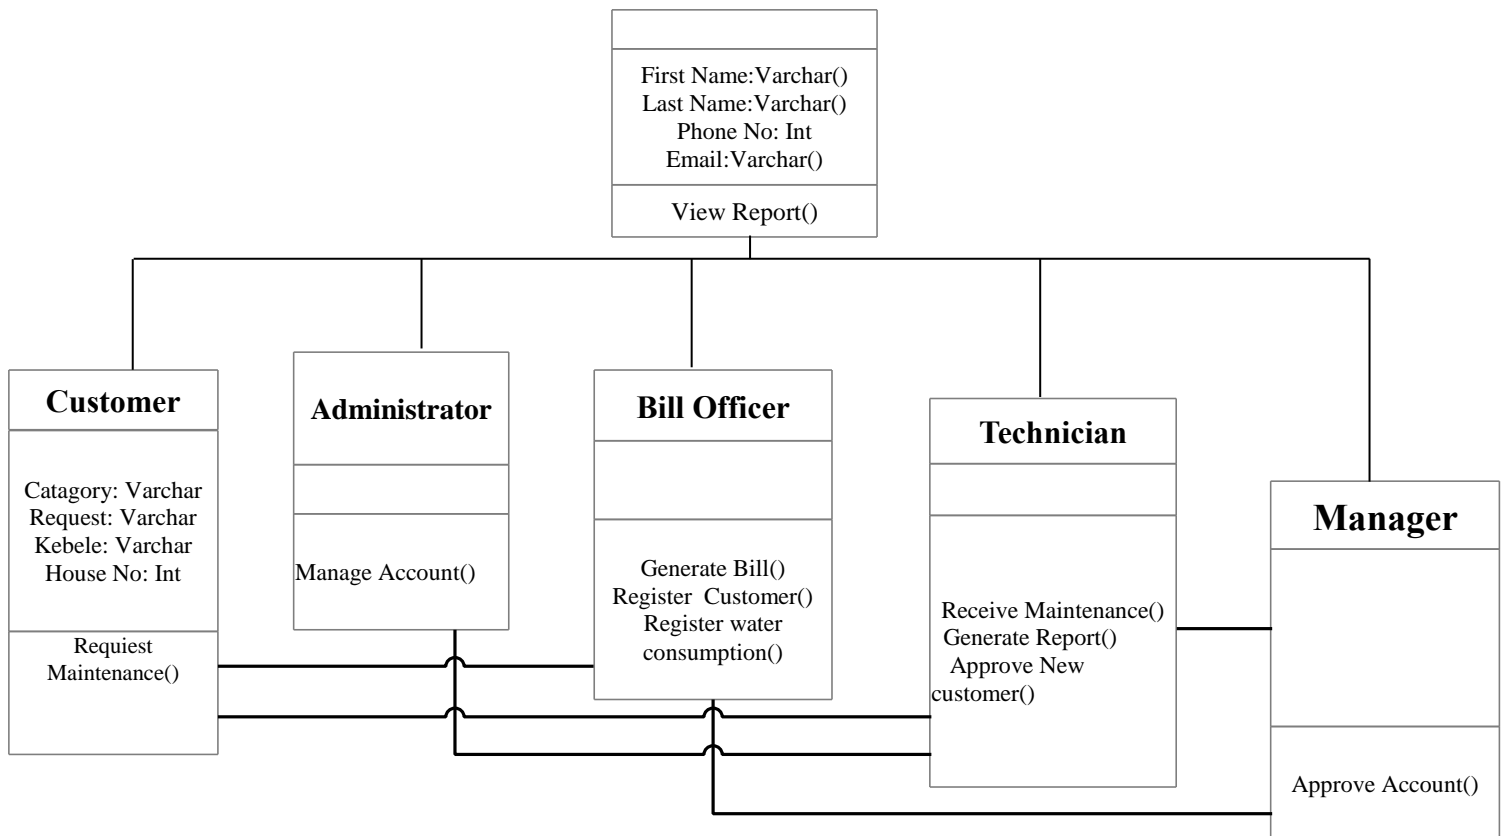 First Name:Varchar()
Last Name:Varchar()
Phone No: Int
Email:Varchar()
View Report()
Customer
Catagory: Varchar
Request: Varchar
Kebele: Varchar
House No: Int
Requiest
Maintenance()
Administrator
Manage Account()
Bill Officer
Generate Bill()
Register  Customer()
Register water
consumption()
Technician
Receive Maintenance()
Generate Report()
Approve New
customer()
Manager
Approve Account()